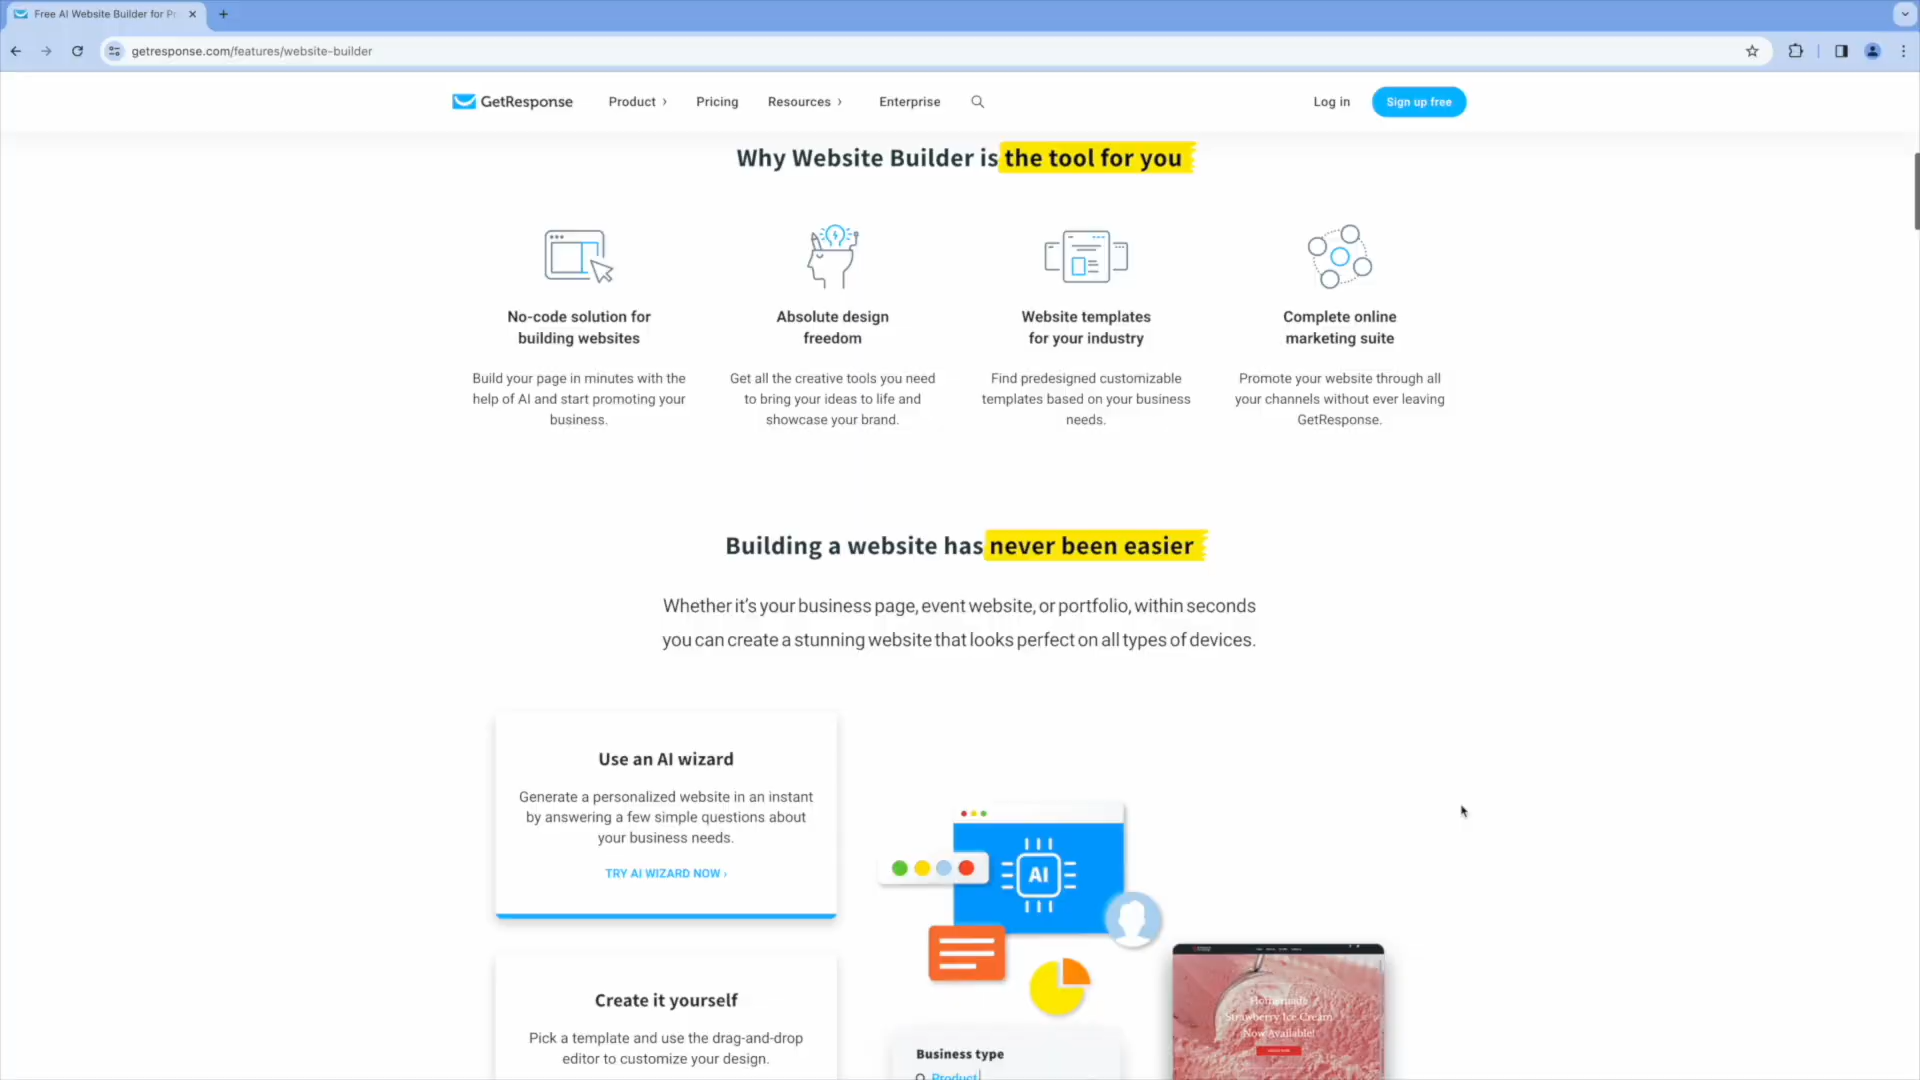 Free AI Website Builder for Pr
getresponse.com/features/website-builder
GetResponse
Product
Pricing
Resources
Enterprise
Log in
Sign up free
Why Website Builder is the tool for you
No-code solution for
building websites
Build your page in minutes with the
help of AI and start promoting your
business.
Absolute design
freedom
Get all the creative tools you need
to bring your ideas to life and
showcase your brand.
Website templates
for your industry
Find predesigned customizable
templates based on your business
needs.
Complete online
marketing suite
Promote your website through all
your channels without ever leaving
GetResponse.
Building a website has never been easier
Whether it's your business page, event website, or portfolio, within seconds
you can create a stunning website that looks perfect on all types of devices.
Use an AI wizard
Generate a personalized website in an instant
by answering a few simple questions about
your business needs.
TRY AI WIZARD NOW ›
AI
Create it yourself
Pick a template and use the drag-and-drop
editor to customize your design.
Business type
Product
Homemade
Strawberry Ice Cream
Now Available!